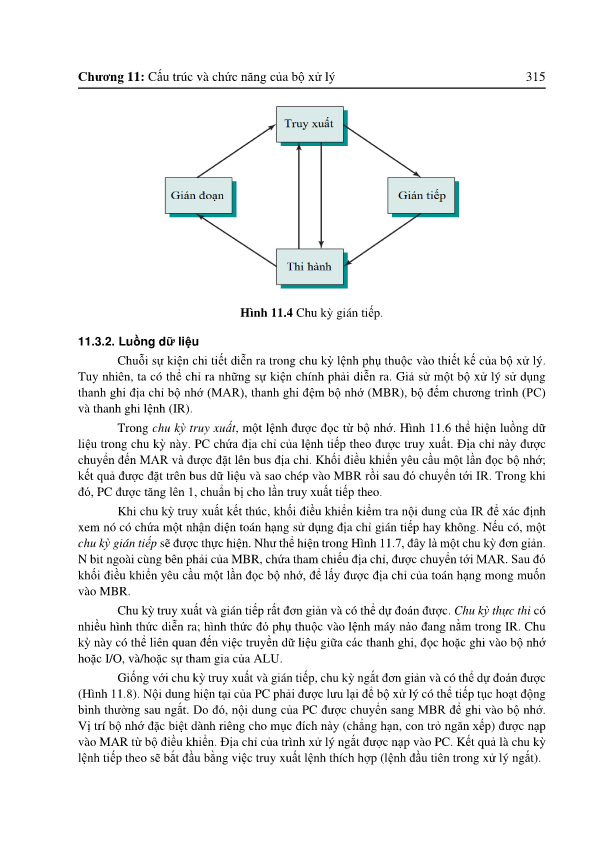 Chương 11: Cấu trúc và chức năng của bộ xử lý 315
Truy xuất
Gián đoạn
Gián tiếp
Thi hành
Hình 11.4 Chu kỳ gián tiếp.
11.3.2. Luồng dữ liệu
Chuỗi sự kiện chi tiết diễn ra trong chu kỳ lệnh phụ thuộc vào thiết kế của bộ xử lý.
Tuy nhiên, ta có thể chỉ ra những sự kiện chính phải diễn ra. Giả sử một bộ xử lý sử dụng
thanh ghi địa chỉ bộ nhớ (MAR), thanh ghi đệm bộ nhớ (MBR), bộ đếm chương trình (PC)
và thanh ghi lệnh (IR).
Trong chu kỳ truy xuất, một lệnh được đọc từ bộ nhớ. Hình 11.6 thể hiện luồng dữ
liệu trong chu kỳ này. PC chứa địa chỉ của lệnh tiếp theo được truy xuất. Địa chỉ này được
chuyển đến MAR và được đặt lên bus địa chỉ. Khối điều khiển yêu cầu một lần đọc bộ nhớ;
kết quả được đặt trên bus dữ liệu và sao chép vào MBR rồi sau đó chuyển tới IR. Trong khi
đó, PC được tăng lên 1, chuẩn bị cho lần truy xuất tiếp theo.
Khi chu kỳ truy xuất kết thúc, khối điều khiển kiểm tra nội dung của IR để xác định
xem nó có chứa một nhận diện toán hạng sử dụng địa chỉ gián tiếp hay không. Nếu có, một
chu kỳ gián tiếp sẽ được thực hiện. Như thể hiện trong Hình 11.7, đây là một chu kỳ đơn giản.
N bit ngoài cùng bên phải của MBR, chứa tham chiếu địa chỉ, được chuyển tới MAR. Sau đó
khối điều khiển yêu cầu một lần đọc bộ nhớ, để lấy được địa chỉ của toán hạng mong muốn
vào MBR.
Chu kỳ truy xuất và gián tiếp rất đơn giản và có thể dự đoán được. Chu kỳ thực thi có
nhiều hình thức diễn ra; hình thức đó phụ thuộc vào lệnh máy nào đang nằm trong IR. Chu
kỳ này có thể liên quan đến việc truyền dữ liệu giữa các thanh ghi, đọc hoặc ghi vào bộ nhớ
hoặc I/O, và/hoặc sự tham gia của ALU.
Giống với chu kỳ truy xuất và gián tiếp, chu kỳ ngắt đơn giản và có thể dự đoán được
(Hình 11.8). Nội dung hiện tại của PC phải được lưu lại để bộ xử lý có thể tiếp tục hoạt động
bình thường sau ngắt. Do đó, nội dung của PC được chuyển sang MBR để ghi vào bộ nhớ.
Vị trí bộ nhớ đặc biệt dành riêng cho mục đích này (chẳng hạn, con trỏ ngăn xếp) được nạp
vào MAR từ bộ điều khiển. Địa chỉ của trình xử lý ngắt được nạp vào PC. Kết quả là chu kỳ
lệnh tiếp theo sẽ bắt đầu bằng việc truy xuất lệnh thích hợp (lệnh đầu tiên trong xử lý ngắt).